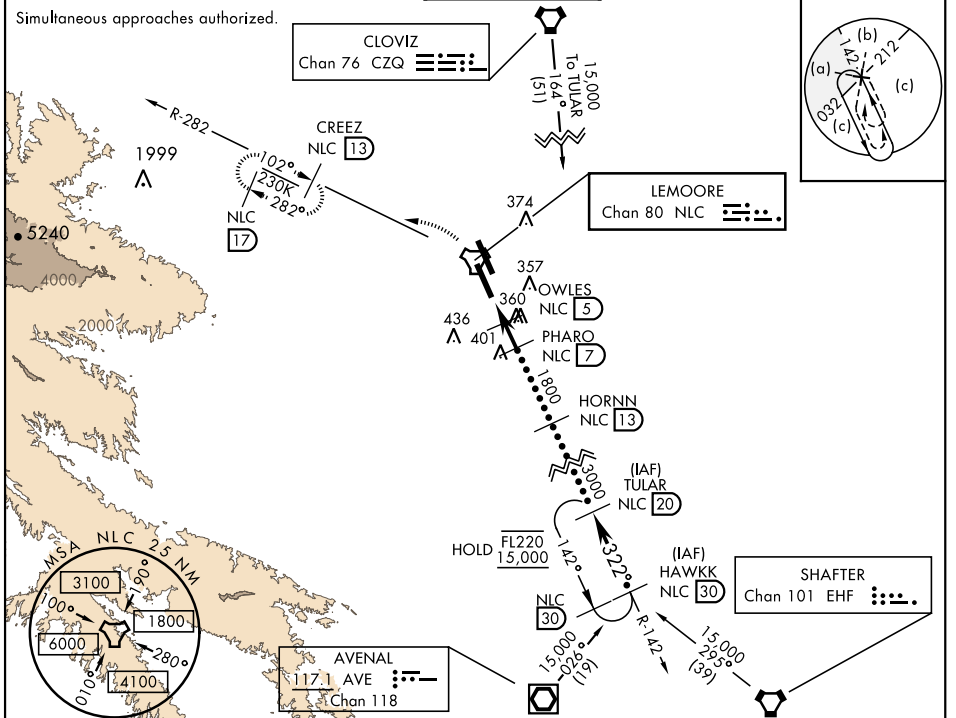 Simultaneous approaches authorized.
CLOVIZ
Chan 76 CZQ
15,000
To TULAR
164°
(51)
(b)
142
212
(a)
(c)
032
(c)
R-282
CREEZ
NLC 13
1999
102°
230K
282°
NLC
17
374
LEMOORE
Chan 80 NLC
5240
4000
2000
357
OWLES
NLC 5
360
436
401
PHARO
NLC 7
1800
HORNN
NLC 13
3000
(IAF)
TULAR
NLC 20
HOLD FL220
15,000
142°
322°
(IAF)
HAWKK
NLC 30
NLC
30
R-142
SHAFTER
Chan 101 EHF
15,000
295°
(39)
15,000
026°
(19)
MSA NLC 25 NM
3100
190°
100°
1800
6000
280°
4100
010°
AVENAL
117.1 AVE
Chan 118